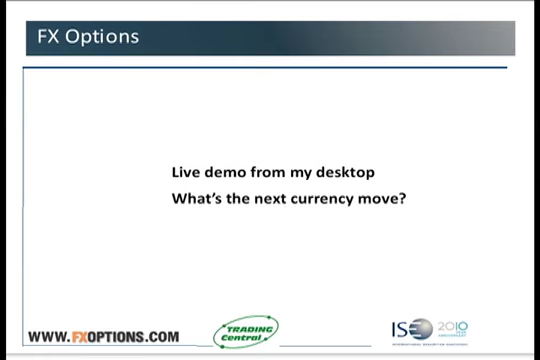 FX Options
Live demo from my desktop
What's the next currency move?
WWW.FXOPTIONS.COM
TRADING
Central
ISE 2010